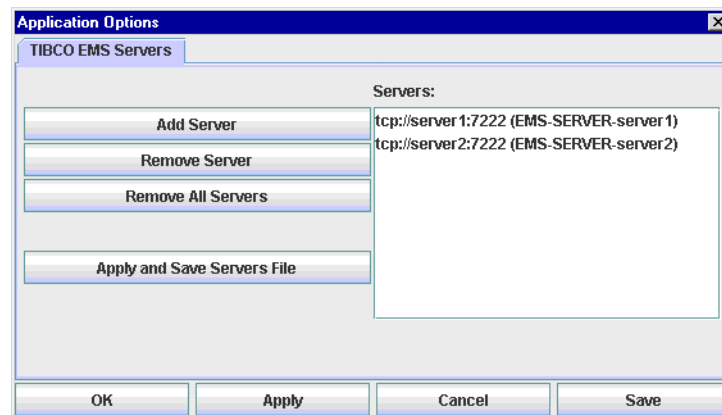 Application Options
TIBCO EMS Servers
Servers:
Add Server
Remove Server
Remove All Servers
Apply and Save Servers File
tcp://server1:7222 (EMS-SERVER-server1)
tcp://server2:7222 (EMS-SERVER-server2)
OK
Apply
Cancel
Save